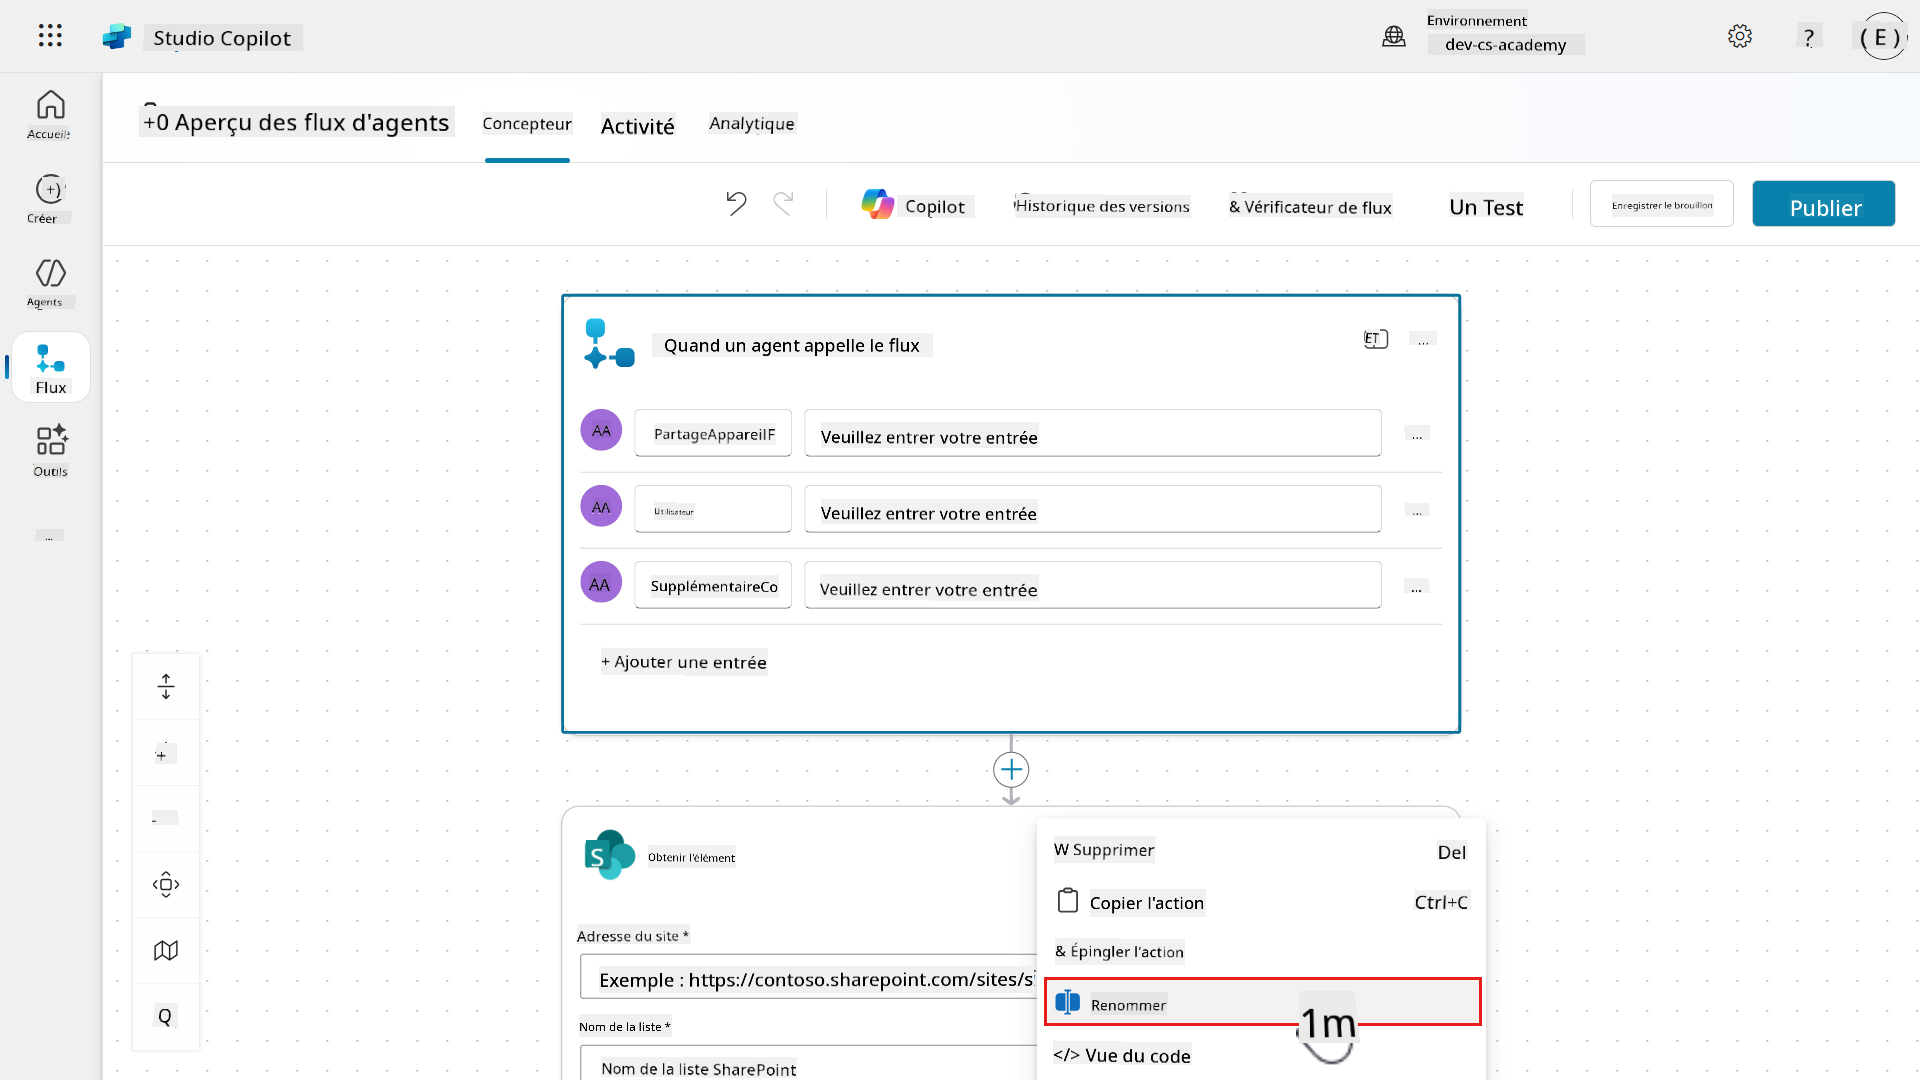 Studio Copilot
Environnement
dev-cs-academy
?
( E )
Accueil
Créer
Agents
Flux
Outils
...
+0 Aperçu des flux d'agents
Concepteur
Activité
Analytique
Copilot
Historique des versions
& Vérificateur de flux
Un Test
Enregistrer le brouillon
Publier
Quand un agent appelle le flux
ET
...
AA
PartageAppareilF
Veuillez entrer votre entrée
...
AA
Utilisateur
Veuillez entrer votre entrée
...
AA
SupplémentaireCo
Veuillez entrer votre entrée
...
+ Ajouter une entrée
+
-
Q
S
Obtenir l'élément
Adresse du site *
Exemple : https://contoso.sharepoint.com/sites/s
Nom de la liste *
Nom de la liste SharePoint
W Supprimer
Del
Copier l'action
Ctrl+C
& Épingler l'action
Renommer
1m
</> Vue du code